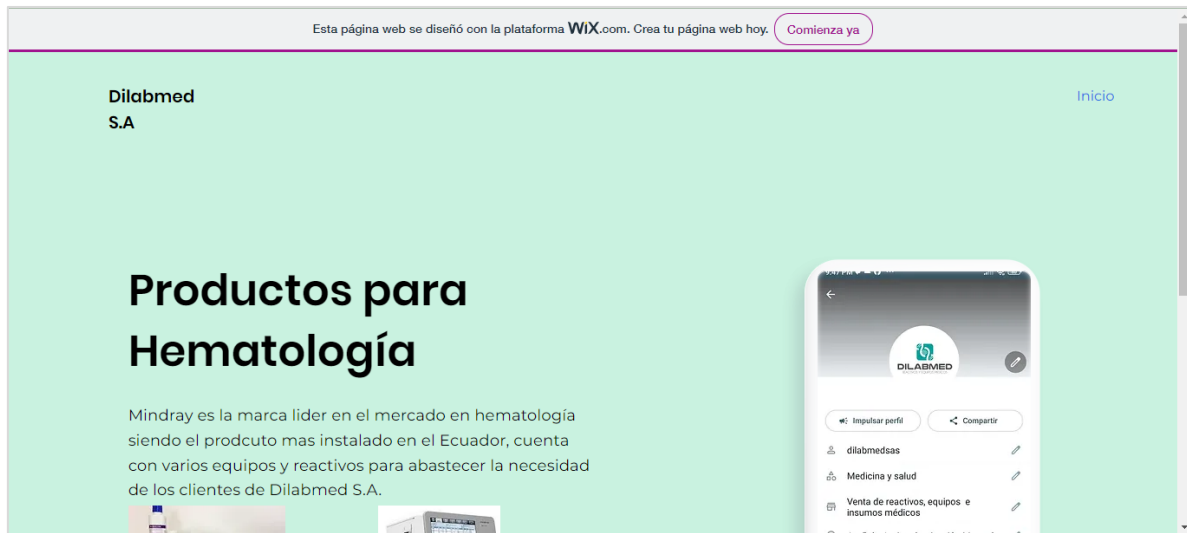 Esta página web se diseñó con la plataforma WiX.com. Crea tu página web hoy. Comienza ya
Dilabmed
S.A
Inicio
Productos para
Hematología
Mindray es la marca lider en el mercado en hematología
siendo el prodcuto mas instalado en el Ecuador, cuenta
con varios equipos y reactivos para abastecer la necesidad
de los clientes de Dilabmed S.A.
DILABMED
Impulsar perfil
Compartir
dilabmedsas
Medicina y salud
Venta de reactivos, equipos e
insumos médicos